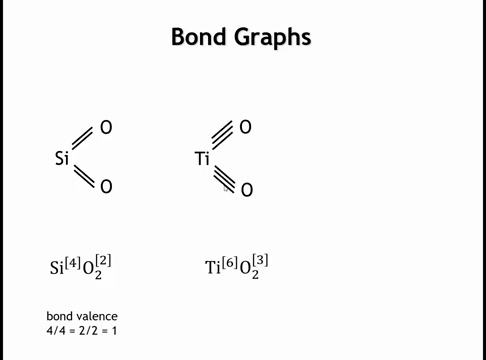 Bond Graphs
O O
Si Ti
O O
Si[4]O2[2] Ti[6]O2[3]
bond valence
4/4 = 2/2 = 1